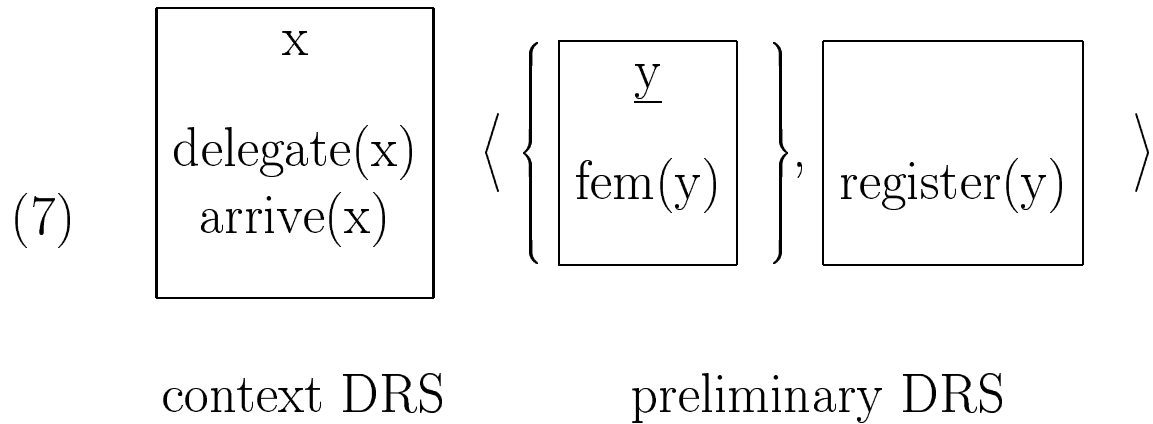 (7)
x
delegate(x)
arrive(x)
⟨ { y
fem(y) }, register(y) ⟩
context DRS
preliminary DRS